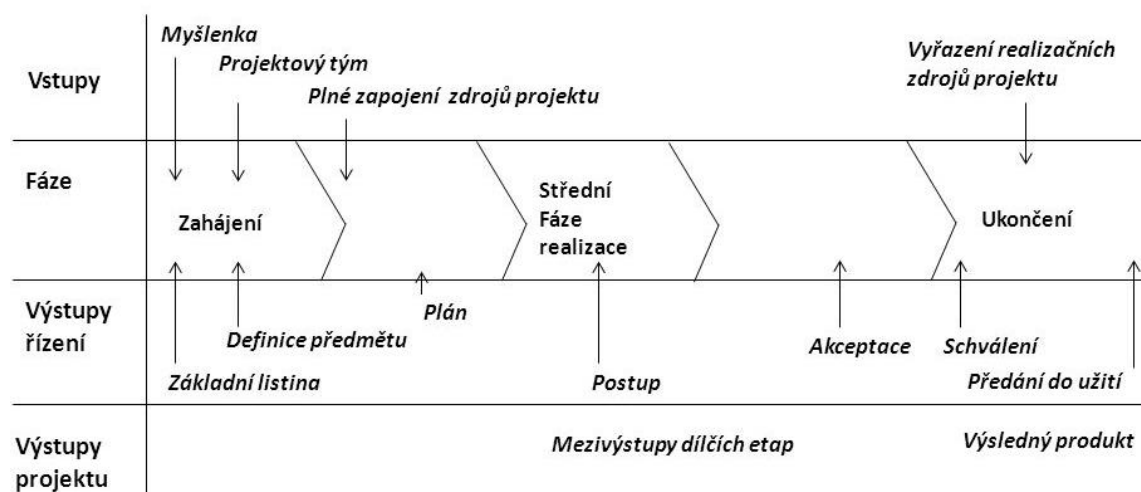 Vstupy
Myšlenka
Projektový tým
Plné zapojení zdrojů projektu
Vyřazení realizačních
zdrojů projektu
Fáze
Zahájení
Střední
Fáze
realizace
Ukončení
Výstupy
řízení
Základní listina
Definice předmětu
Plán
Postup
Akceptace
Schválení
Předání do užití
Výstupy
projektu
Mezivýstupy dílčích etap
Výsledný produkt